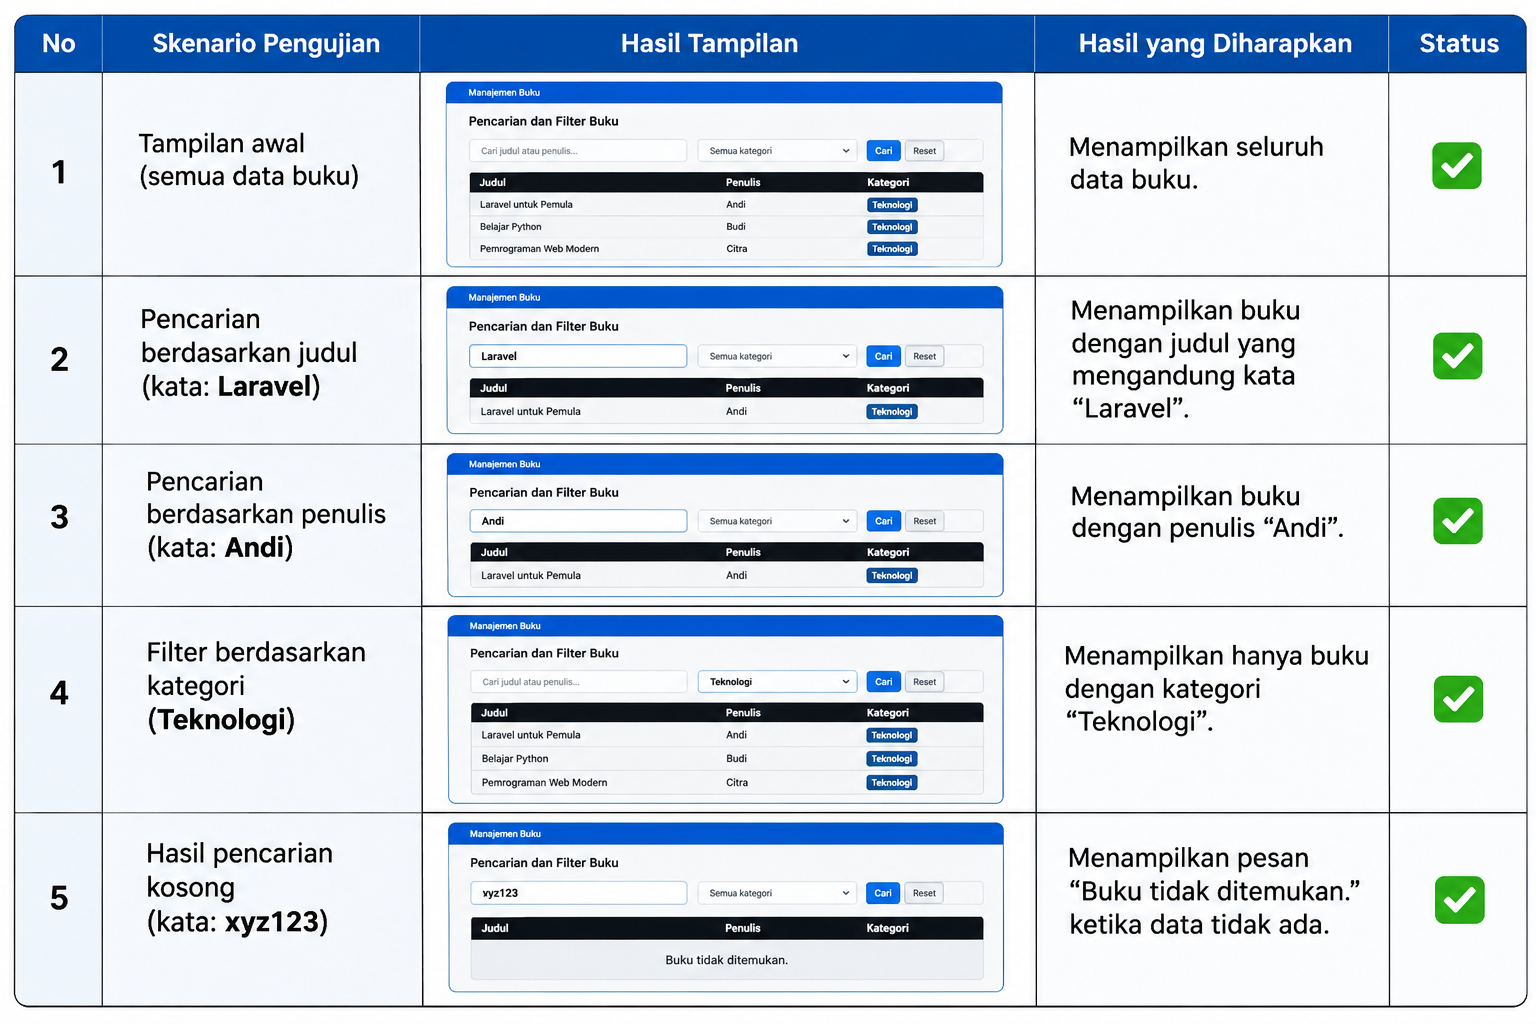 No Skenario Pengujian Hasil Tampilan Hasil yang Diharapkan Status
1
Tampilan awal
(semua data buku)
Manajemen Buku
Pencarian dan Filter Buku
Cari judul atau penulis... Semua kategori Cari Reset
Judul Penulis Kategori
Laravel untuk Pemula Andi Teknologi
Belajar Python Budi Teknologi
Pemrograman Web Modern Citra Teknologi
Menampilkan seluruh
data buku.
2
Pencarian
berdasarkan judul
(kata: Laravel)
Manajemen Buku
Pencarian dan Filter Buku
Laravel Semua kategori Cari Reset
Judul Penulis Kategori
Laravel untuk Pemula Andi Teknologi
Menampilkan buku
dengan judul yang
mengandung kata
“Laravel”.
3
Pencarian
berdasarkan penulis
(kata: Andi)
Manajemen Buku
Pencarian dan Filter Buku
Andi Semua kategori Cari Reset
Judul Penulis Kategori
Laravel untuk Pemula Andi Teknologi
Menampilkan buku
dengan penulis “Andi”.
4
Filter berdasarkan
kategori
(Teknologi)
Manajemen Buku
Pencarian dan Filter Buku
Cari judul atau penulis... Teknologi Cari Reset
Judul Penulis Kategori
Laravel untuk Pemula Andi Teknologi
Belajar Python Budi Teknologi
Pemrograman Web Modern Citra Teknologi
Menampilkan hanya buku
dengan kategori
“Teknologi”.
5
Hasil pencarian
kosong
(kata: xyz123)
Manajemen Buku
Pencarian dan Filter Buku
xyz123 Semua kategori Cari Reset
Judul Penulis Kategori
Buku tidak ditemukan.
Menampilkan pesan
“Buku tidak ditemukan.”
ketika data tidak ada.